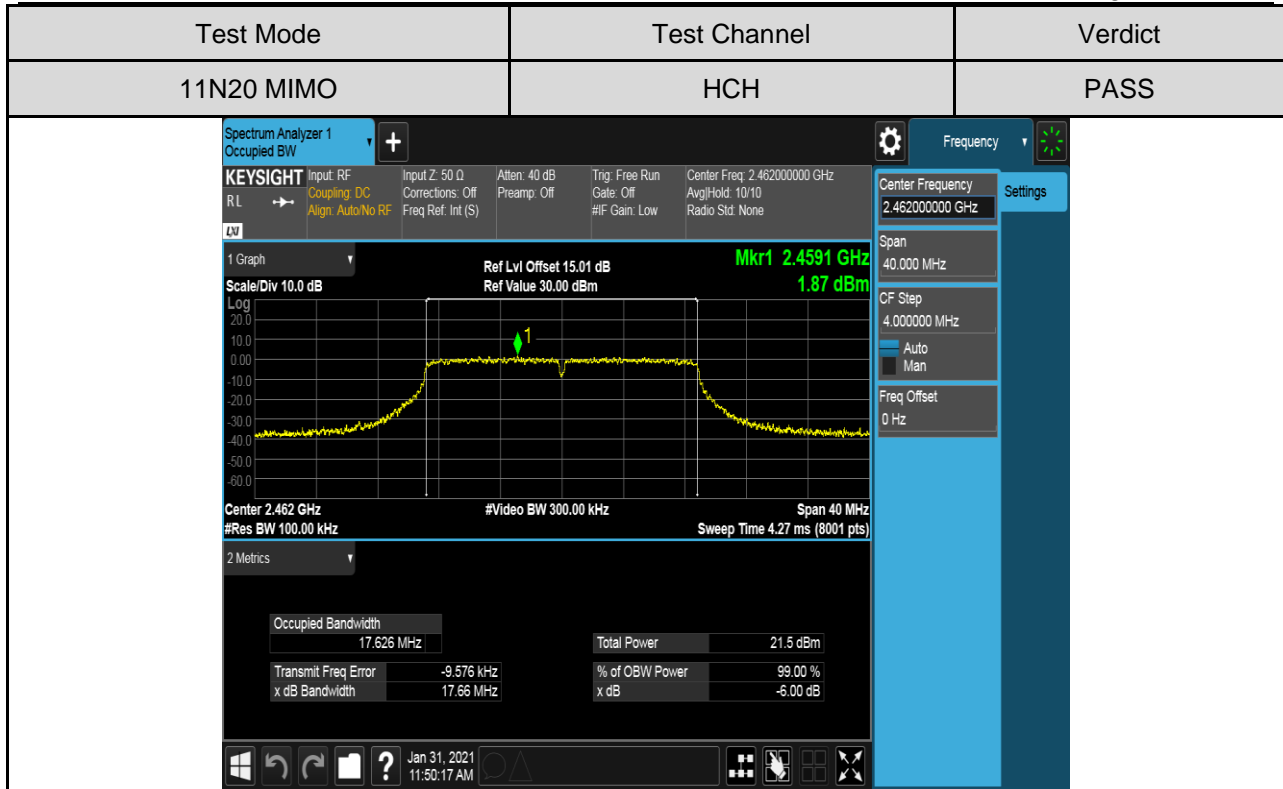 Test Mode Test Channel Verdict
11N20 MIMO HCH PASS
Spectrum Analyzer 1
Occupied BW
Frequency
KEYSIGHT Input: RF Input Z: 50 Ω Atten: 40 dB Trig: Free Run Center Freq: 2.462000000 GHz
RL Coupling: DC Corrections: Off Preamp: Off Gate: Off Avg|Hold: 10/10
Align: Auto/No RF Freq Ref: Int (S) #IF Gain: Low Radio Std: None
LXI
Center Frequency
2.462000000 GHz
Settings
Span
40.000 MHz
CF Step
4.000000 MHz
Auto
Man
Freq Offset
0 Hz
1 Graph Ref Lvl Offset 15.01 dB Mkr1 2.4591 GHz
Scale/Div 10.0 dB Ref Value 30.00 dBm 1.87 dBm
Log
20.0
10.0
1
0.00
-10.0
-20.0
-30.0
-40.0
-50.0
-60.0
Center 2.462 GHz #Video BW 300.00 kHz Span 40 MHz
#Res BW 100.00 kHz Sweep Time 4.27 ms (8001 pts)
2 Metrics
Occupied Bandwidth
17.626 MHz Total Power 21.5 dBm
Transmit Freq Error -9.576 kHz % of OBW Power 99.00 %
x dB Bandwidth 17.66 MHz x dB -6.00 dB
? Jan 31, 2021
11:50:17 AM